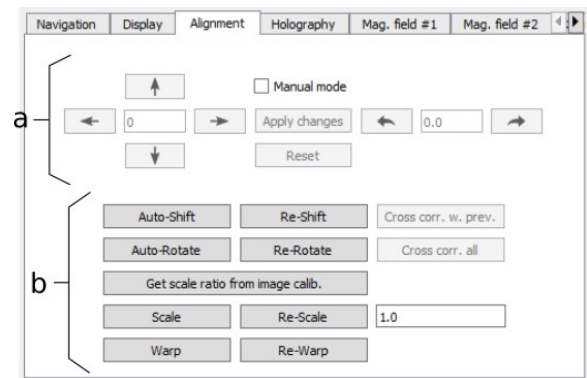 Navigation Display Alignment Holography Mag. field #1 Mag. field #2
Manual mode
a
0 Apply changes 0.0
Reset
Auto-Shift Re-Shift Cross corr. w. prev.
Auto-Rotate Re-Rotate Cross corr. all
b
Get scale ratio from image calib.
Scale Re-Scale 1.0
Warp Re-Warp